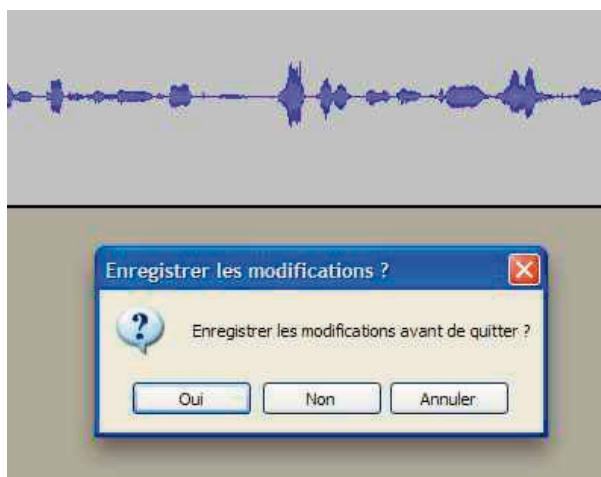 Enregistrer les modifications ?
Enregistrer les modifications avant de quitter ?
Oui Non Annuler